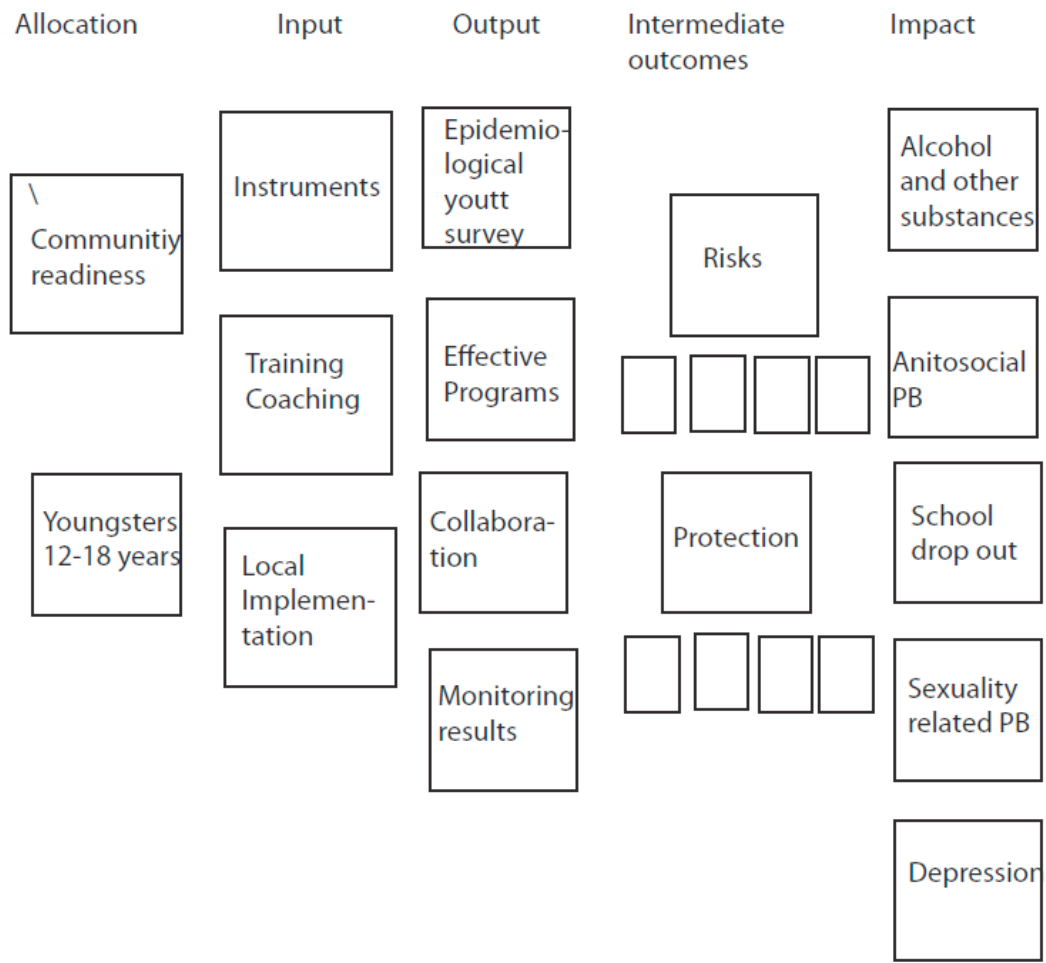 Allocation
Input
Output
Intermediate
outcomes
Impact
\
Communitiy
readiness
Youngsters
12-18 years
Instruments
Training
Coaching
Local
Implemen-
tation
Epidemio-
logical
youtt
survey
Effective
Programs
Collabora-
tion
Monitoring
results
Risks
Protection
Alcohol
and other
substances
Anitosocial
PB
School
drop out
Sexuality
related PB
Depression